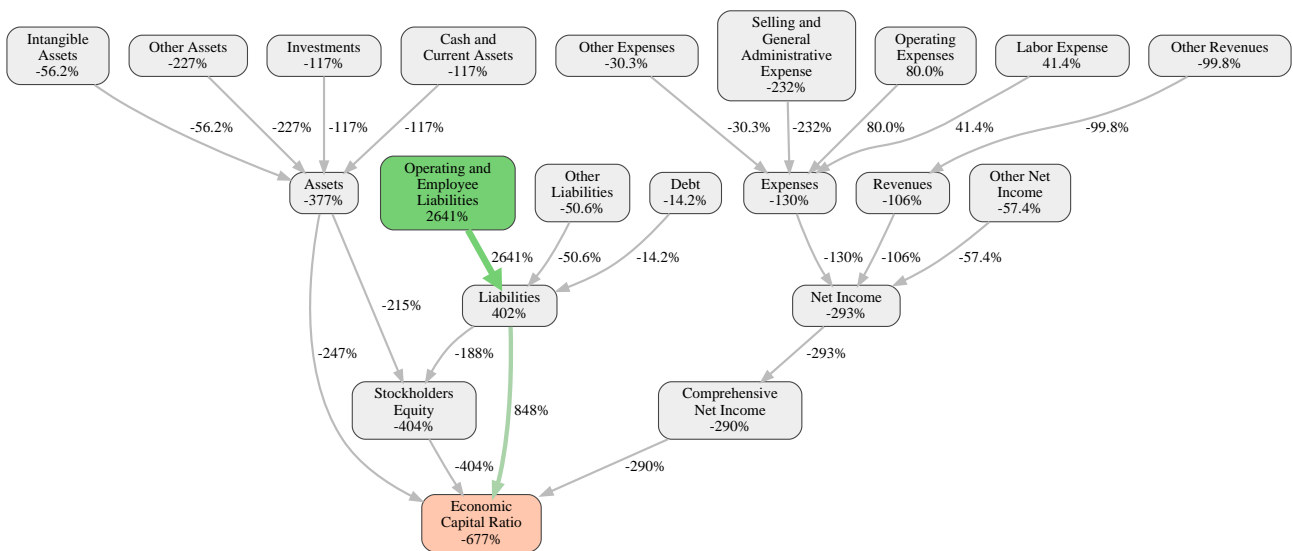 Intangible
Assets
-56.2%
Other Assets
-227%
Investments
-117%
Cash and
Current Assets
-117%
Other Expenses
-30.3%
Selling and
General
Administrative
Expense
-232%
Operating
Expenses
80.0%
Labor Expense
41.4%
Other Revenues
-99.8%
-56.2%
-227%
-117%
-117%
-30.3%
-232%
80.0%
41.4%
-99.8%
Assets
-377%
Operating and
Employee
Liabilities
2641%
Other
Liabilities
-50.6%
Debt
-14.2%
Expenses
-130%
Revenues
-106%
Other Net
Income
-57.4%
2641%
-50.6%
-14.2%
-130%
-106%
-57.4%
Liabilities
402%
Net Income
-293%
-215%
-247%
-188%
-293%
Stockholders
Equity
-404%
848%
Comprehensive
Net Income
-290%
-404%
-290%
Economic
Capital Ratio
-677%